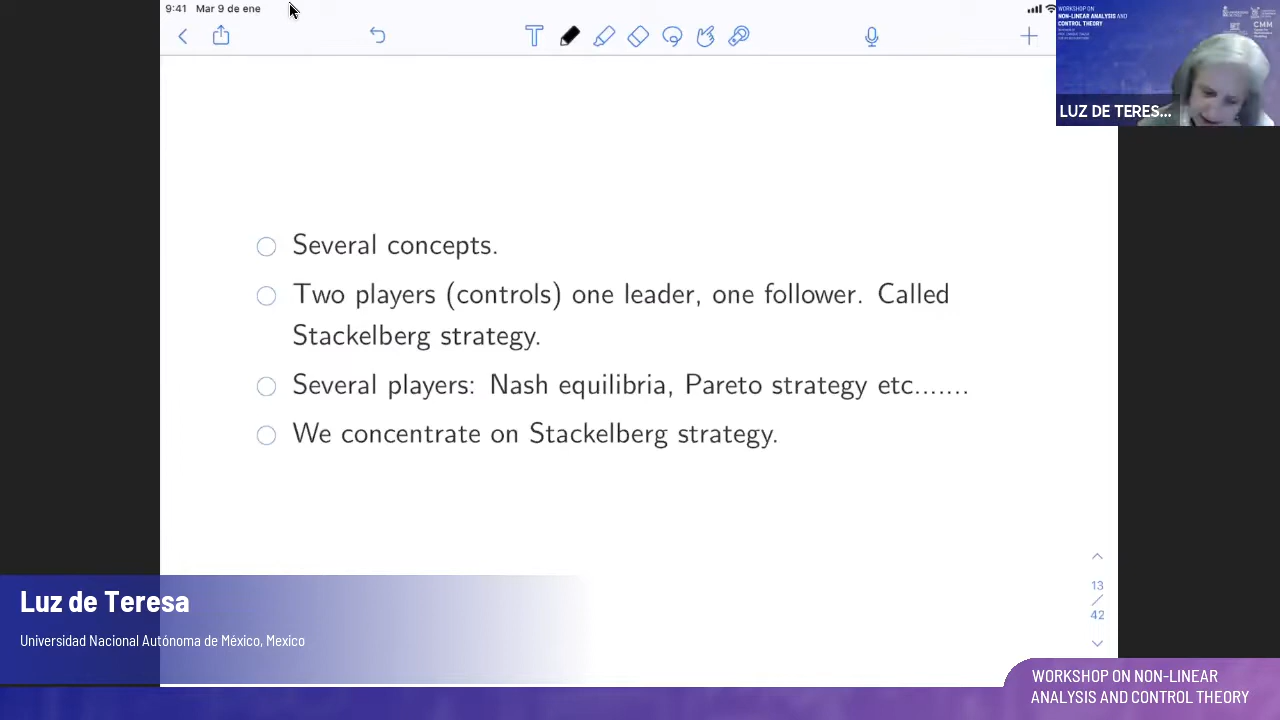 9:41 Mar 9 de ene
WORKSHOP ON
NON-LINEAR ANALYSIS AND
CONTROL THEORY
CMM
LUZ DE TERES...
Several concepts.
Two players (controls) one leader, one follower. Called
Stackelberg strategy.
Several players: Nash equilibria, Pareto strategy etc.......
We concentrate on Stackelberg strategy.
13
/
42
Luz de Teresa
Universidad Nacional Autónoma de México, Mexico
WORKSHOP ON NON-LINEAR
ANALYSIS AND CONTROL THEORY